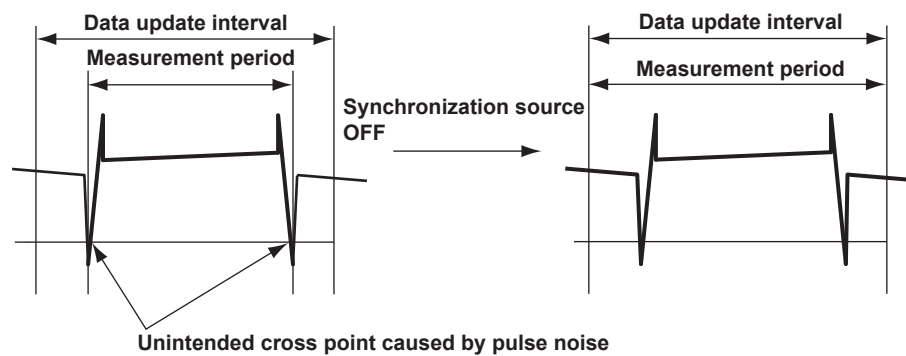 Data update interval
Measurement period
Synchronization source
OFF
Data update interval
Measurement period
Unintended cross point caused by pulse noise